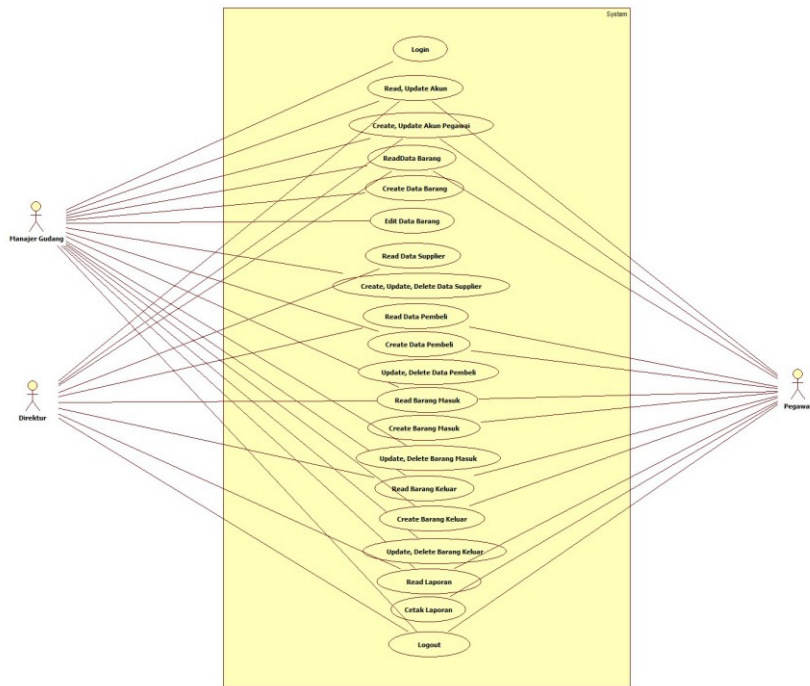 System
Login
Read, Update Akun
Create, Update Akun Pegawai
ReadData Barang
Create Data Barang
Edit Data Barang
Manajer Gudang
Read Data Supplier
Create, Update, Delete Data Supplier
Read Data Pembeli
Create Data Pembeli
Update, Delete Data Pembeli
Read Barang Masuk
Direktur
Pegawai
Create Barang Masuk
Update, Delete Barang Masuk
Read Barang Keluar
Create Barang Keluar
Update, Delete Barang Keluar
Read Laporan
Cetak Laporan
Logout